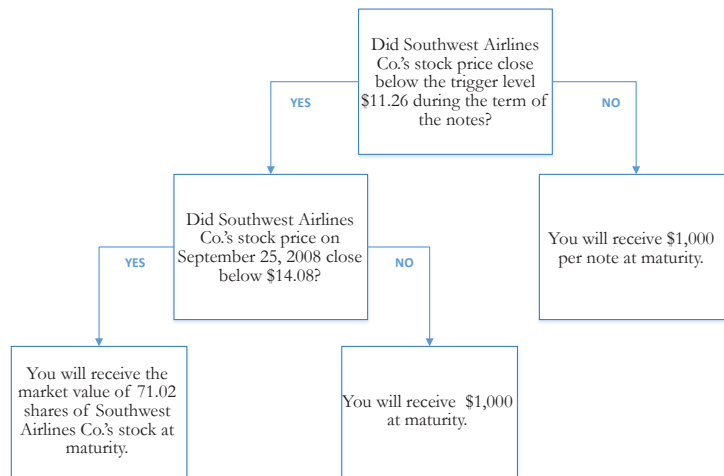 Did Southwest Airlines
Co.'s stock price close
below the trigger level
$11.26 during the term of
the notes?
YES
NO
Did Southwest Airlines
Co.'s stock price on
September 25, 2008 close
below $14.08?
You will receive $1,000
per note at maturity.
YES
NO
You will receive the
market value of 71.02
shares of Southwest
Airlines Co.'s stock at
maturity.
You will receive $1,000
at maturity.